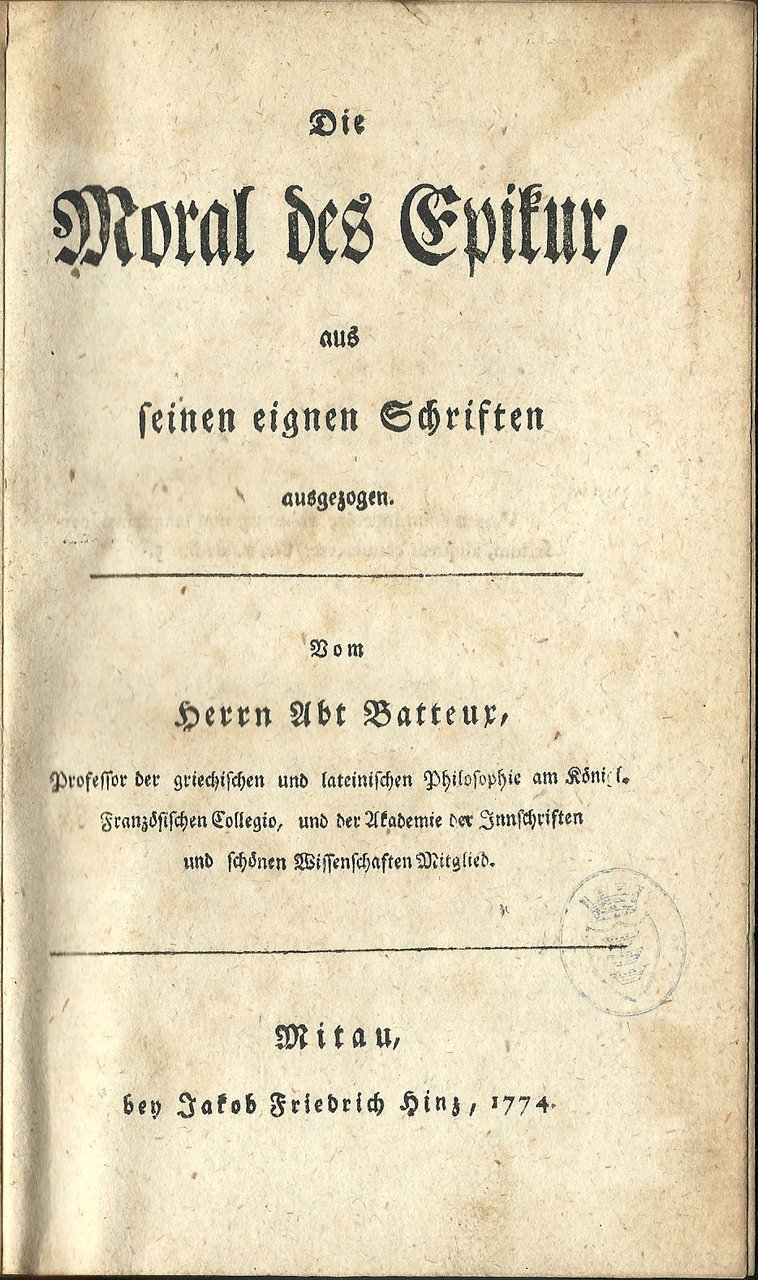 Die
Moral des Epikur,
aus
ſeinen eignen Schriften
ausgezogen.
Vom
Herrn Abt Batteux,
Profeſſor der griechiſchen und lateiniſchen Philoſophie am Königl.
Franzöſiſchen Collegio, und der Akademie der Innſchriften
und ſchönen Wiſſenſchaften Mitglied.
Mitau,
bey Jakob Friedrich Hinz, 1774.